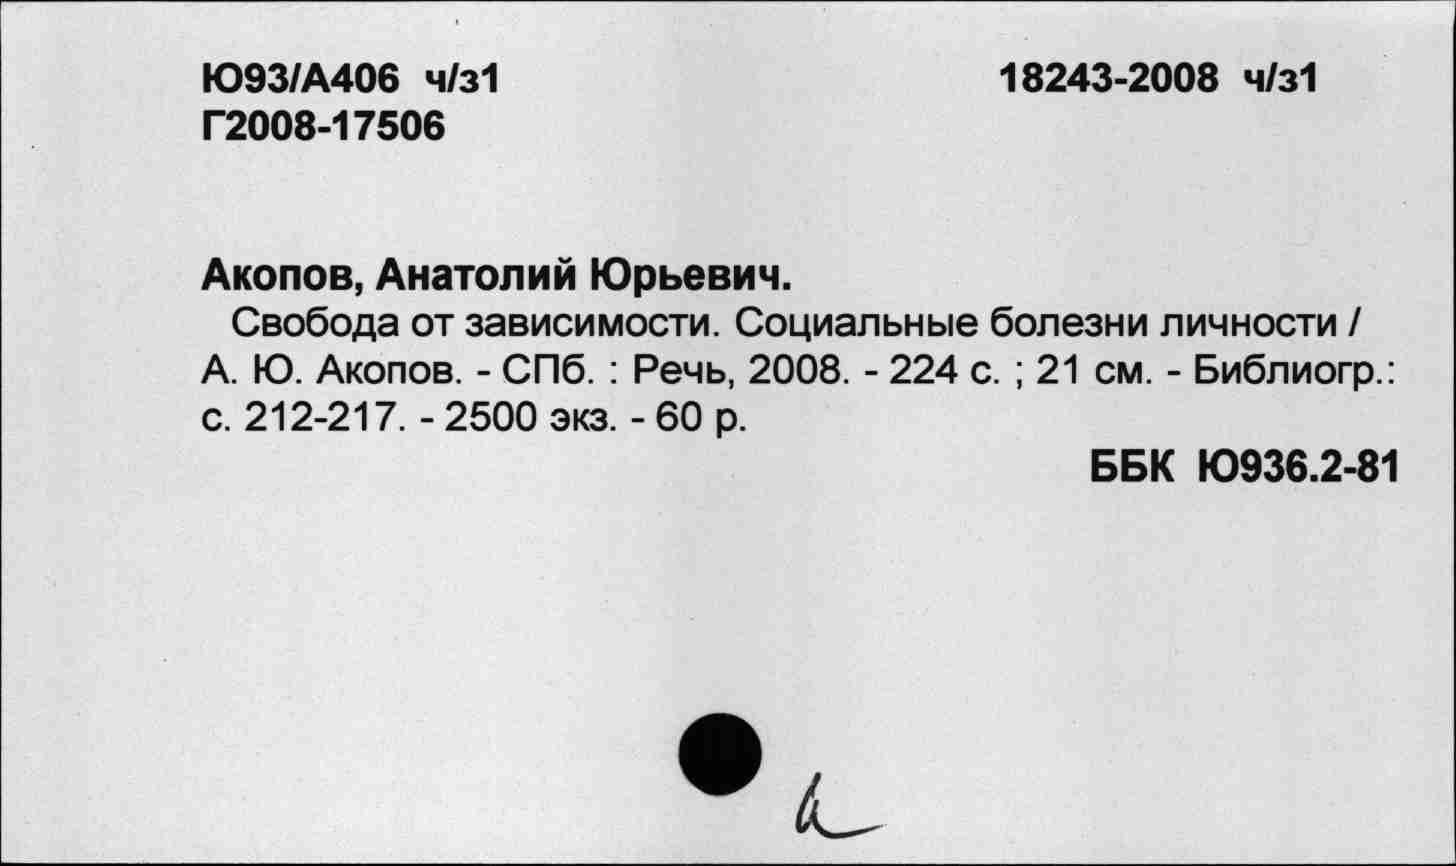 Ю93/А406 ч/з1 18243-2008 ч/з1
Г2008-17506
Акопов, Анатолий Юрьевич.
Свобода от зависимости. Социальные болезни личности /
А. Ю. Акопов. - СПб. : Речь, 2008. - 224 с. ; 21 см. - Библиогр.:
с. 212-217. - 2500 экз. - 60 р.
ББК Ю936.2-81